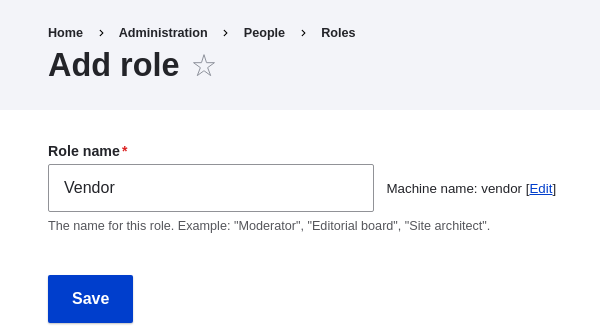 Home > Administration > People > Roles
Add role ☆
Role name*
Vendor
Machine name: vendor [Edit]
The name for this role. Example: "Moderator", "Editorial board", "Site architect".
Save